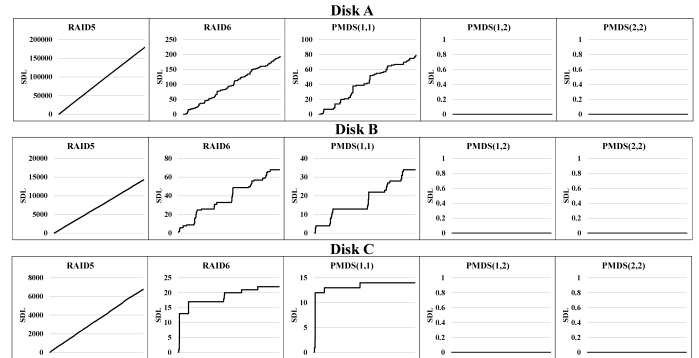 Disk A
RAID5
RAID6
PMDS(1,1)
PMDS(1,2)
PMDS(2,2)
SDL
200000
150000
100000
50000
0
SDL
250
200
150
100
50
0
SDL
100
80
60
40
20
0
SDL
1
0.8
0.6
0.4
0.2
0
SDL
1
0.8
0.6
0.4
0.2
0
Disk B
RAID5
RAID6
PMDS(1,1)
PMDS(1,2)
PMDS(2,2)
SDL
20000
15000
10000
5000
0
SDL
80
60
40
20
0
SDL
40
30
20
10
0
SDL
1
0.8
0.6
0.4
0.2
0
SDL
1
0.8
0.6
0.4
0.2
0
Disk C
RAID5
RAID6
PMDS(1,1)
PMDS(1,2)
PMDS(2,2)
SDL
8000
6000
4000
2000
0
SDL
25
20
15
10
5
0
SDL
15
10
5
0
SDL
1
0.8
0.6
0.4
0.2
0
SDL
1
0.8
0.6
0.4
0.2
0